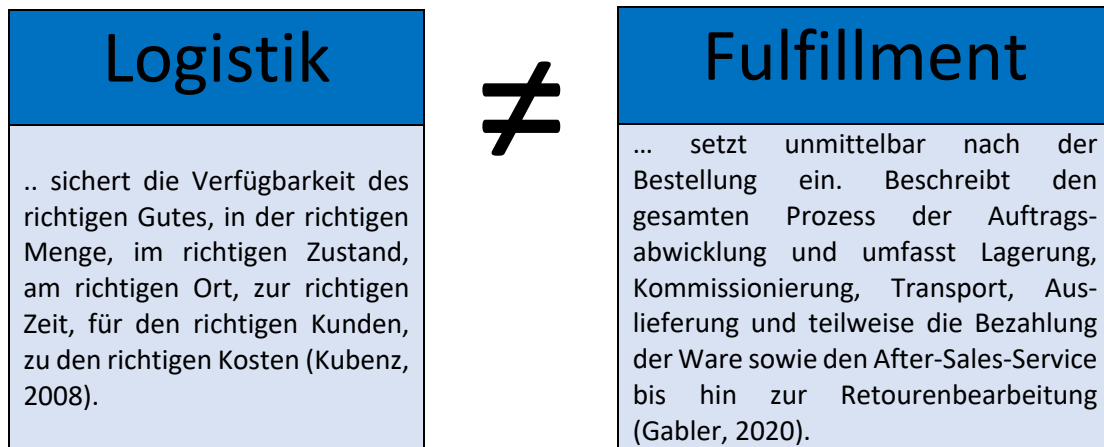 Logistik
.. sichert die Verfügbarkeit des
richtigen Gutes, in der richtigen
Menge, im richtigen Zustand,
am richtigen Ort, zur richtigen
Zeit, für den richtigen Kunden,
zu den richtigen Kosten (Kubenz,
2008).
≠
Fulfillment
… setzt unmittelbar nach der
Bestellung ein. Beschreibt den
gesamten Prozess der Auftrags-
abwicklung und umfasst Lagerung,
Kommissionierung, Transport, Aus-
lieferung und teilweise die Bezahlung
der Ware sowie den After-Sales-Service
bis hin zur Retourenbearbeitung
(Gabler, 2020).